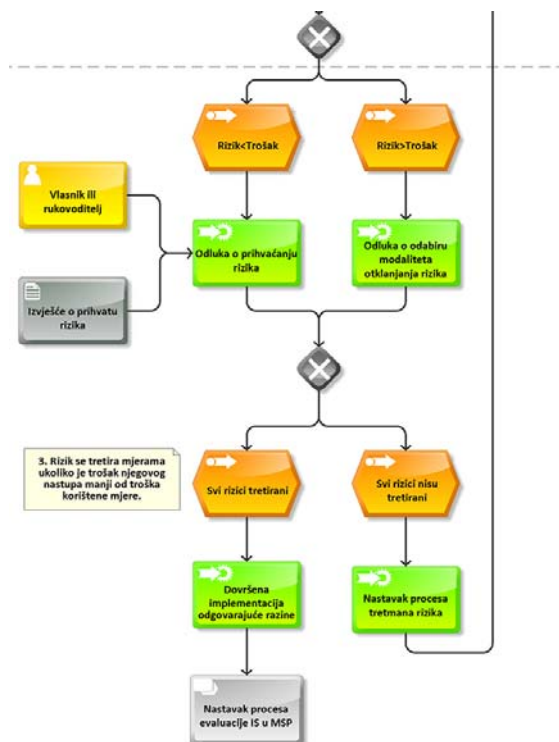 Rizik<Trošak
Rizik>Trošak
Vlasnik ili
rukovoditelj
Odluka o prihvaćanju
rizika
Odluka o odabiru
modaliteta
otklanjanja rizika
Izvješće o prihvatu
rizika
3. Rizik se tretira mjerama
ukoliko je trošak njegovog
nastupa manji od troška
korištene mjere.
Svi rizici tretirani
Svi rizici nisu
tretirani
Dovršena
implementacija
odgovarajuće razine
Nastavak procesa
tretmana rizika
Nastavak procesa
evaluacije IS u MSP